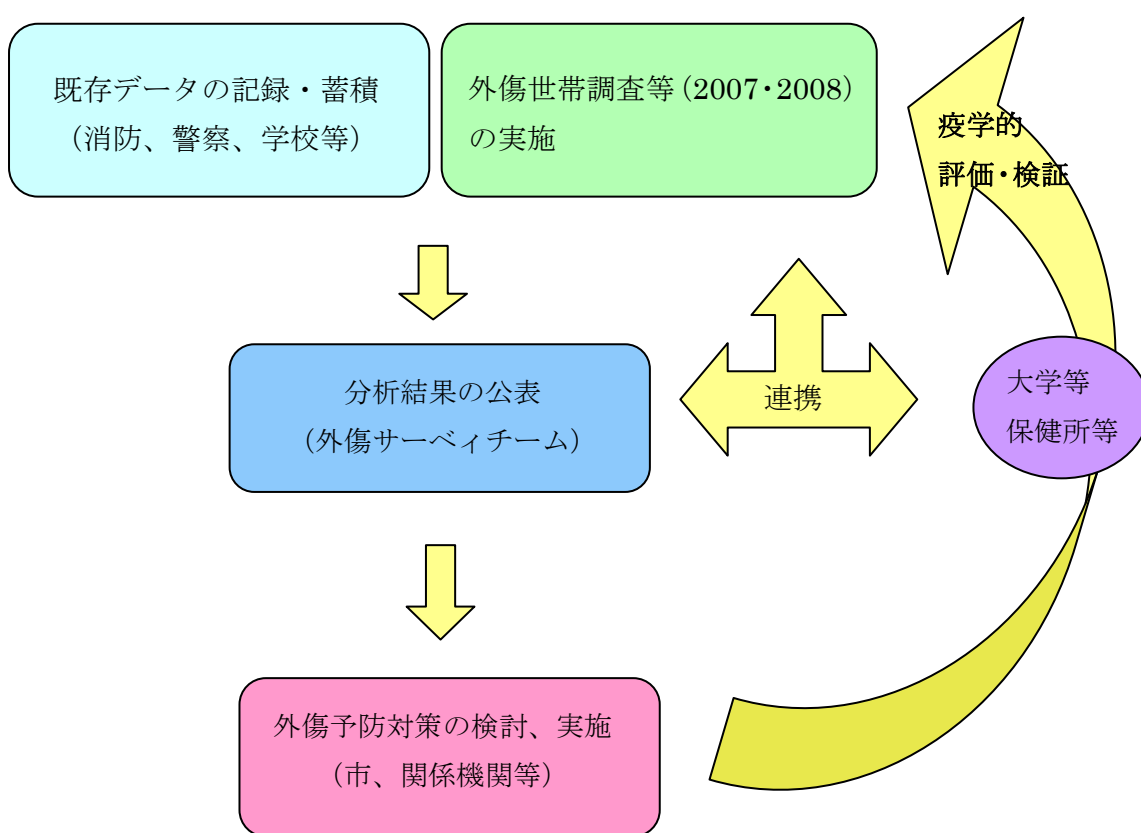 既存データの記録・蓄積
（消防、警察、学校等）
外傷世帯調査等（2007・2008）
の実施
疫学的
評価・検証
分析結果の公表
（外傷サーベィチーム）
連携
大学等
保健所等
外傷予防対策の検討、実施
（市、関係機関等）